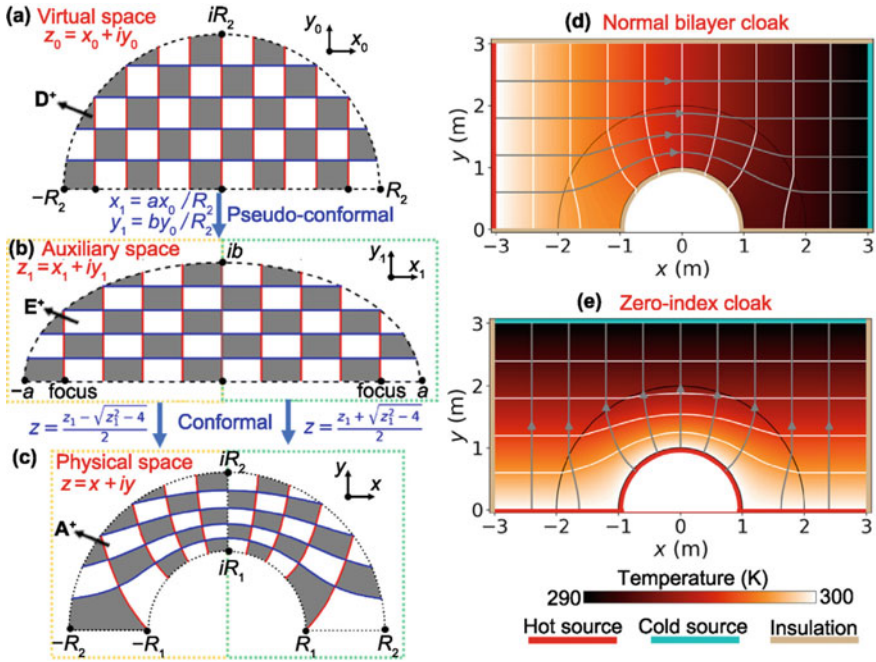 (a) Virtual space
z₀ = x₀ + iy₀
iR₂
y₀
x₀
D⁺
−R₂
R₂
x₁ = ax₀/R₂
y₁ = by₀/R₂
Pseudo-conformal
(b) Auxiliary space
z₁ = x₁ + iy₁
ib
y₁
x₁
E⁺
−a
focus
focus
a
z = (z₁ − √(z₁² − 4))/2
Conformal
z = (z₁ + √(z₁² − 4))/2
(c) Physical space
z = x + iy
iR₂
y
x
A⁺
iR₁
−R₂
−R₁
R₁
R₂
(d) Normal bilayer cloak
y (m)
3
2
1
0
−3 −2 −1 0 1 2 3
x (m)
(e) Zero-index cloak
y (m)
3
2
1
0
−3 −2 −1 0 1 2 3
x (m)
Temperature (K)
290
300
Hot source
Cold source
Insulation